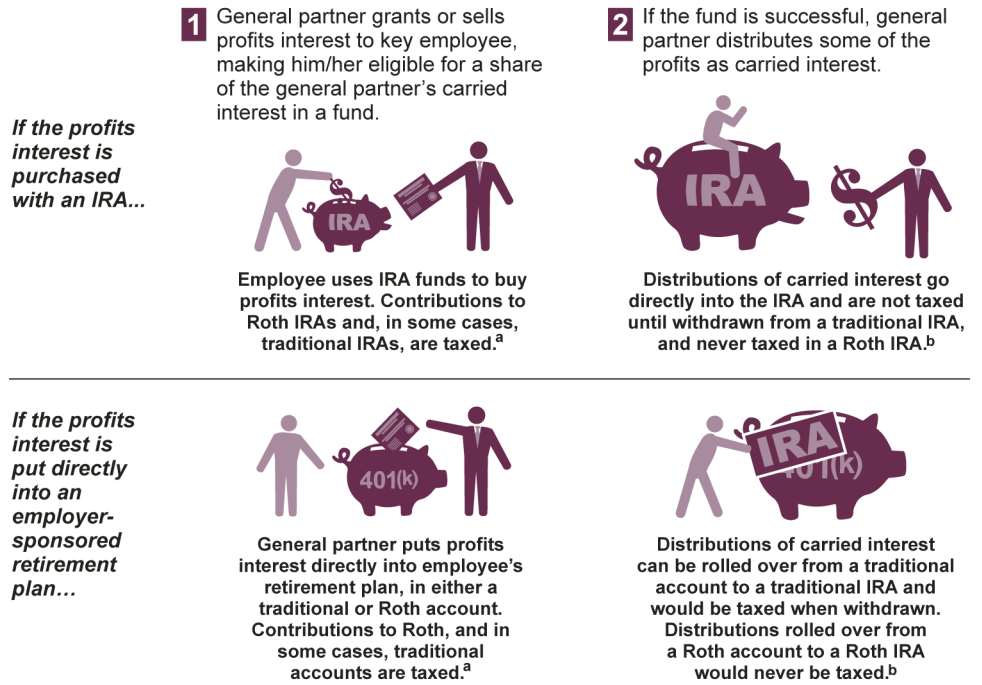 1 General partner grants or sells
profits interest to key employee,
making him/her eligible for a share
of the general partner's carried
interest in a fund.
2 If the fund is successful, general
partner distributes some of the
profits as carried interest.
If the profits
interest is
purchased
with an IRA...
$
IRA
IRA
$
Employee uses IRA funds to buy
profits interest. Contributions to
Roth IRAs and, in some cases,
traditional IRAs, are taxed.a
Distributions of carried interest go
directly into the IRA and are not taxed
until withdrawn from a traditional IRA,
and never taxed in a Roth IRA.b
If the profits
interest is
put directly
into an
employer-
sponsored
retirement
plan…
401(k)
IRA
401(k)
General partner puts profits
interest directly into employee's
retirement plan, in either a
traditional or Roth account.
Contributions to Roth, and in
some cases, traditional
accounts are taxed.a
Distributions of carried interest
can be rolled over from a traditional
account to a traditional IRA and
would be taxed when withdrawn.
Distributions rolled over from
a Roth account to a Roth IRA
would never be taxed.b